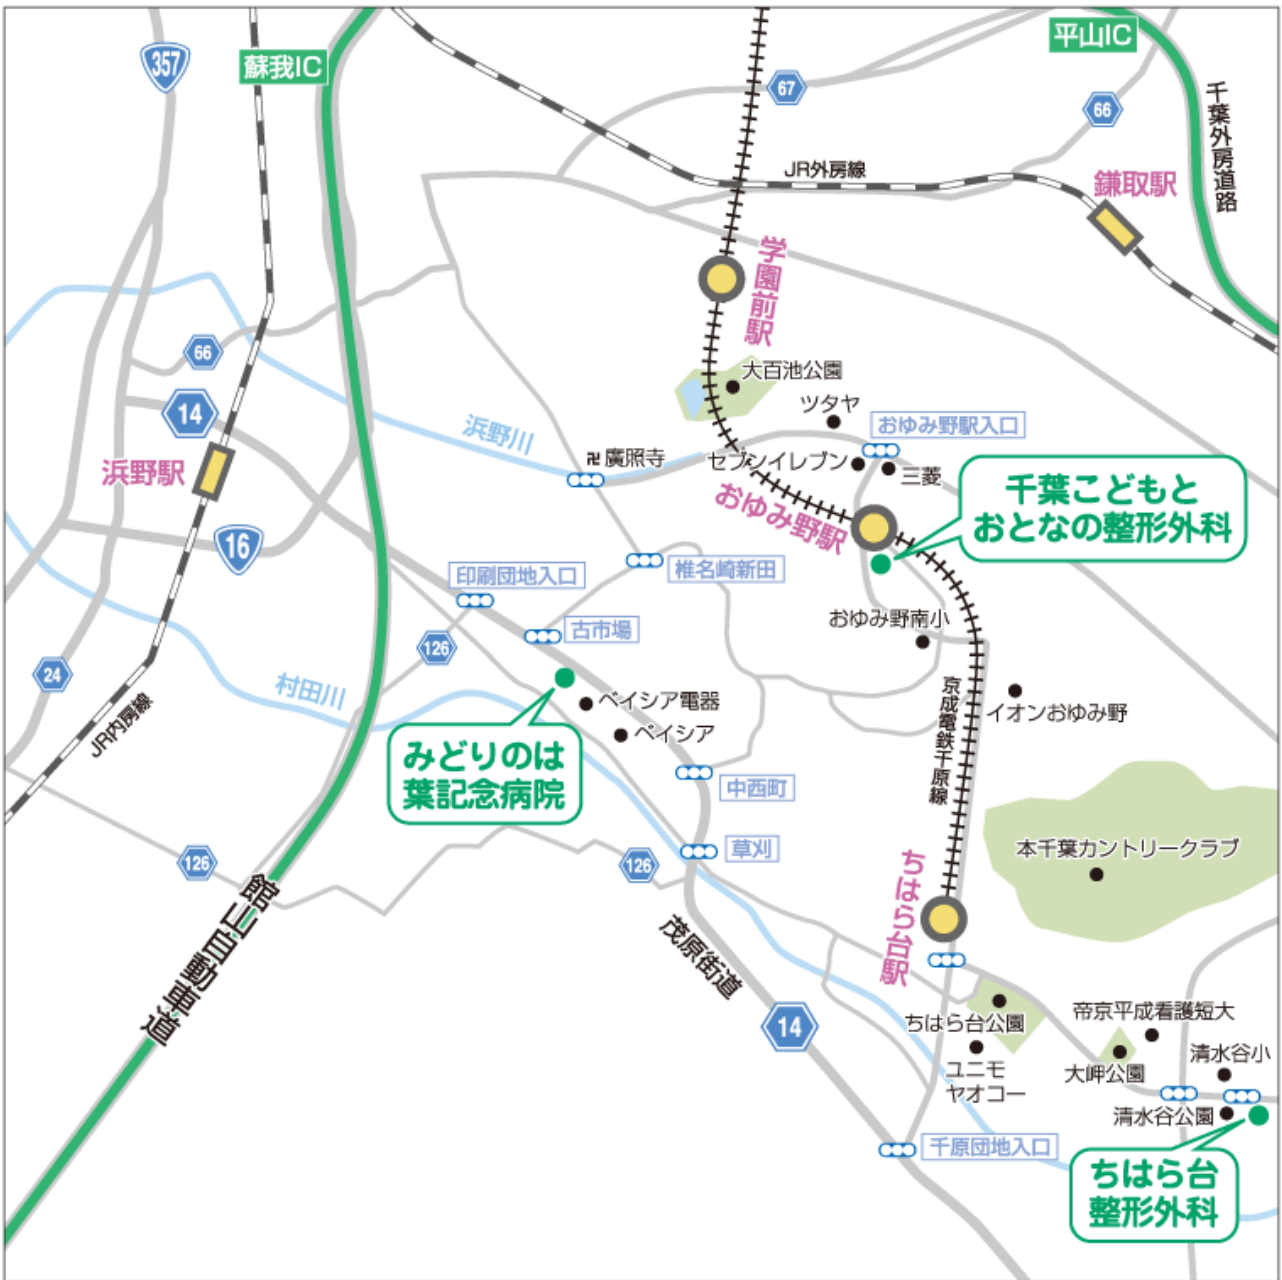 357
蘇我IC
平山IC
67
66
千葉外房道路
JR外房線
鎌取駅
学園前駅
66
14
大百池公園
ツタヤ
おゆみ野駅入口
浜野川
卍廣照寺
セブンイレブン
三菱
浜野駅
おゆみ野駅
千葉こどもと
おとなの整形外科
16
椎名崎新田
印刷団地入口
古市場
おゆみ野南小
126
24
村田川
ベイシア電器
ベイシア
京成電鉄千原線
イオンおゆみ野
JR内房線
みどりのは
葉記念病院
中西町
草刈
126
126
本千葉カントリークラブ
ちはら台駅
館山自動車道
茂原街道
14
ちはら台公園
ユニモ
ヤオコー
帝京平成看護短大
大岬公園
清水谷小
清水谷公園
千原団地入口
ちはら台
整形外科